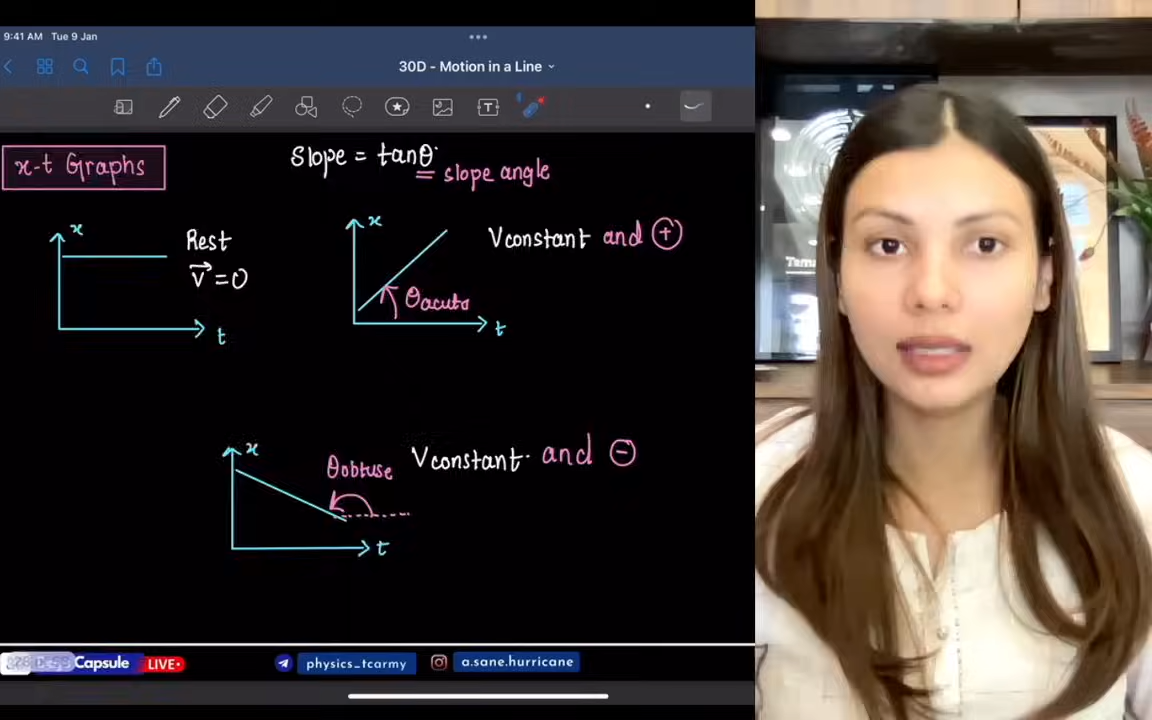 9:41 AM Tue 9 Jan
30D - Motion in a Line
x-t Graphs
Slope = tanθ
= slope angle
x
Rest
V = 0
t
x
Vconstant and +
θacute
t
x
θobtuse
Vconstant. and -
t
Capsule LIVE
physics_tcarmy
a.sane.hurricane